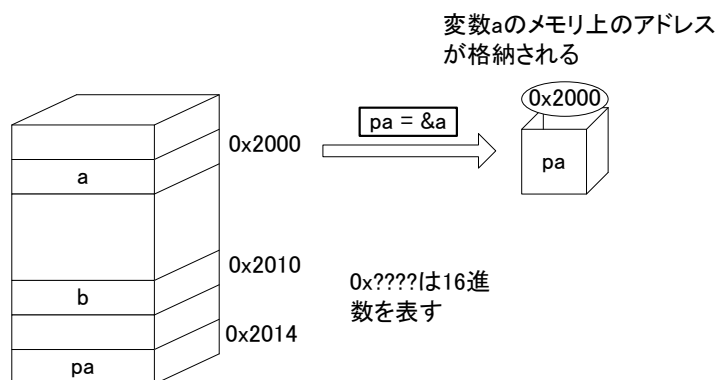 変数aのメモリ上のアドレス
が格納される
0x2000
pa = &a
0x2000
a
pa
0x2010
b
0x????は16進
数を表す
0x2014
pa